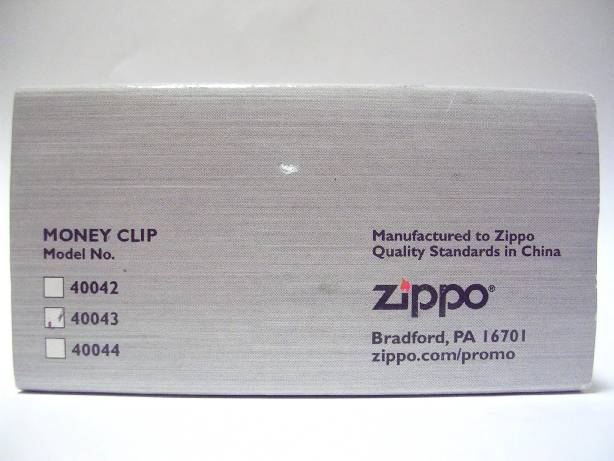 MONEY CLIP
Model No.
40042
40043
40044
Manufactured to Zippo
Quality Standards in China
zippo®
Bradford, PA 16701
zippo.com/promo